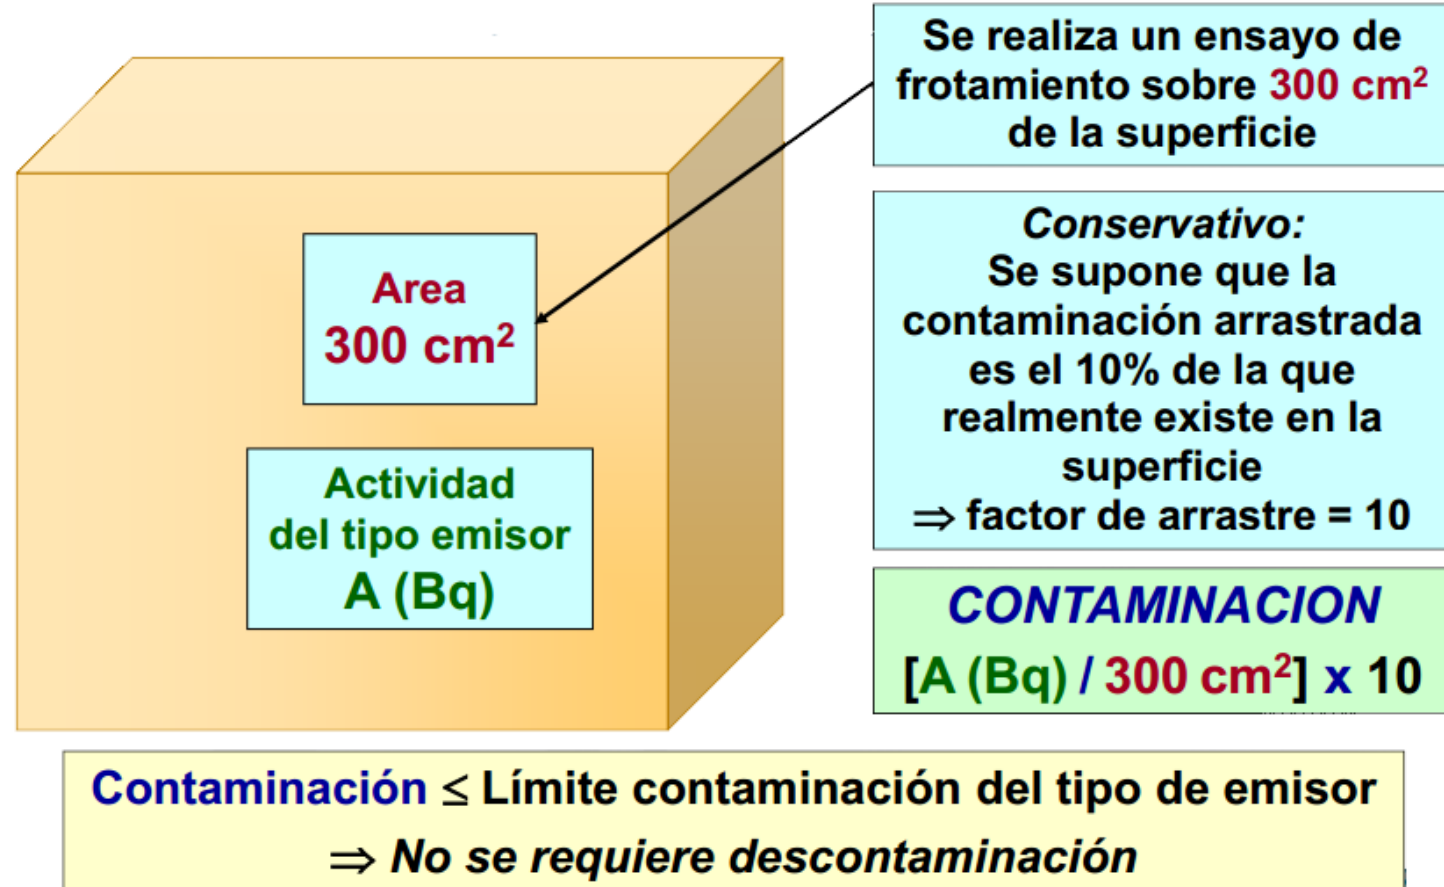 Se realiza un ensayo de
frotamiento sobre 300 cm²
de la superficie
Area
300 cm²
Actividad
del tipo emisor
A (Bq)
Conservativo:
Se supone que la
contaminación arrastrada
es el 10% de la que
realmente existe en la
superficie
⇒ factor de arrastre = 10
CONTAMINACION
[A (Bq) / 300 cm²] x 10
Contaminación ≤ Límite contaminación del tipo de emisor
⇒ No se requiere descontaminación